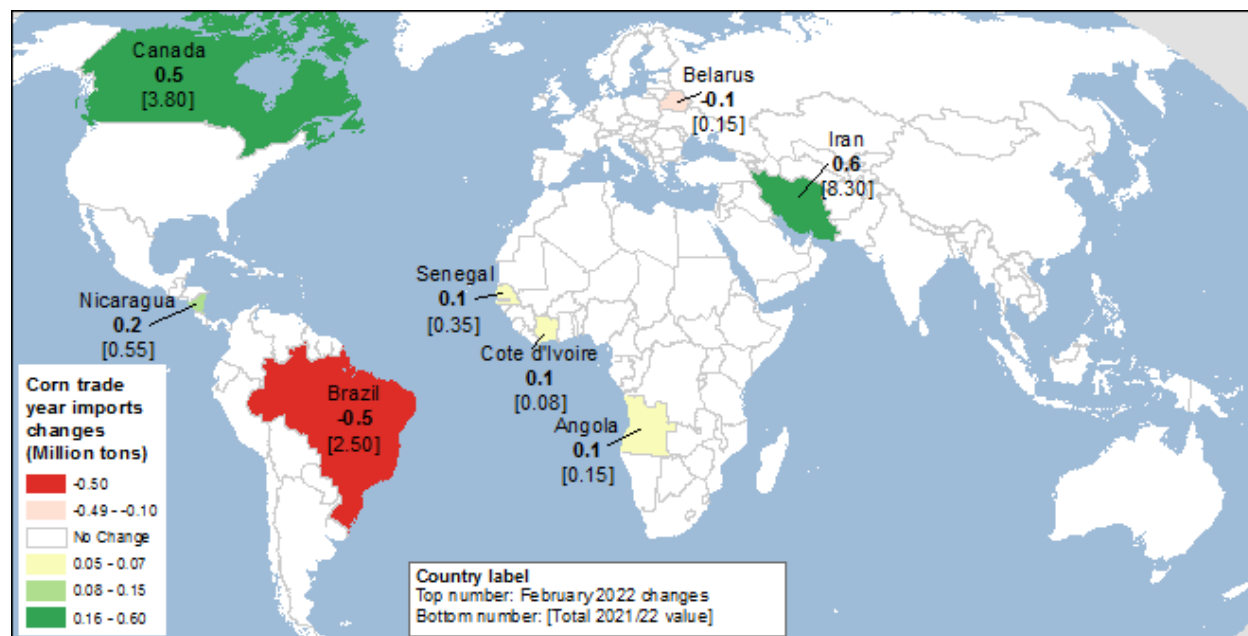 Canada
0.5
[3.80]
Belarus
-0.1
[0.15]
Iran
0.6
[8.30]
Senegal
0.1
[0.35]
Nicaragua
0.2
[0.55]
Cote d'Ivoire
0.1
[0.08]
Brazil
-0.5
[2.50]
Angola
0.1
[0.15]
Corn trade
year imports
changes
(Million tons)
-0.50
-0.49 - -0.10
No Change
0.05 - 0.07
0.08 - 0.15
0.16 - 0.60
Country label
Top number: February 2022 changes
Bottom number: [Total 2021/22 value]